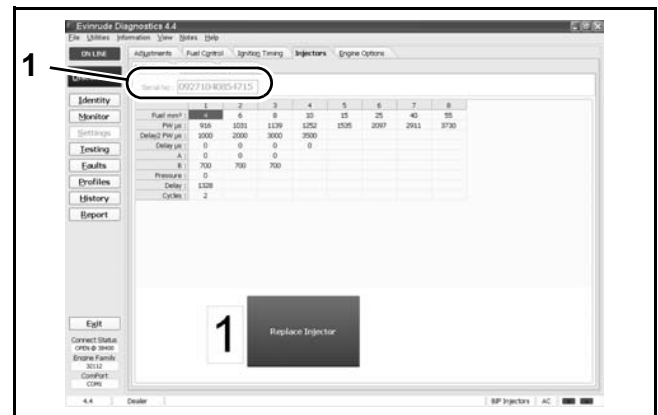 Evinrude Diagnostics 4.4
File Utilities Information View Notes Help
ON LINE
Adjustments Fuel Control Ignition Timing Injectors Engine Options
1
Serial No : 09271040854715
Identity
Monitor
Settings
Testing
Faults
Profiles
History
Report
1 2 3 4 5 6 7 8
Fuel mm³ : 4 6 8 10 15 25 40 55
PW µs : 916 1031 1139 1252 1535 2097 2911 3730
Delay2 PW µs : 1000 2000 3000 3500
Delay µs : 0 0 0 0
A : 0 0 0
B : 700 700 700
Pressure : 0
Delay : 1328
Cycles : 2
1
Replace Injector
Exit
Connect Status
OPEN @ 38400
Engine Family
30112
ComPort
COM1
4.4 Dealer BIP Injectors AC